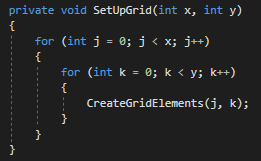 private void SetUpGrid(int x, int y)
{
    for (int j = 0; j < x; j++)
    {
        for (int k = 0; k < y; k++)
        {
            CreateGridElements(j, k);
        }
    }
}